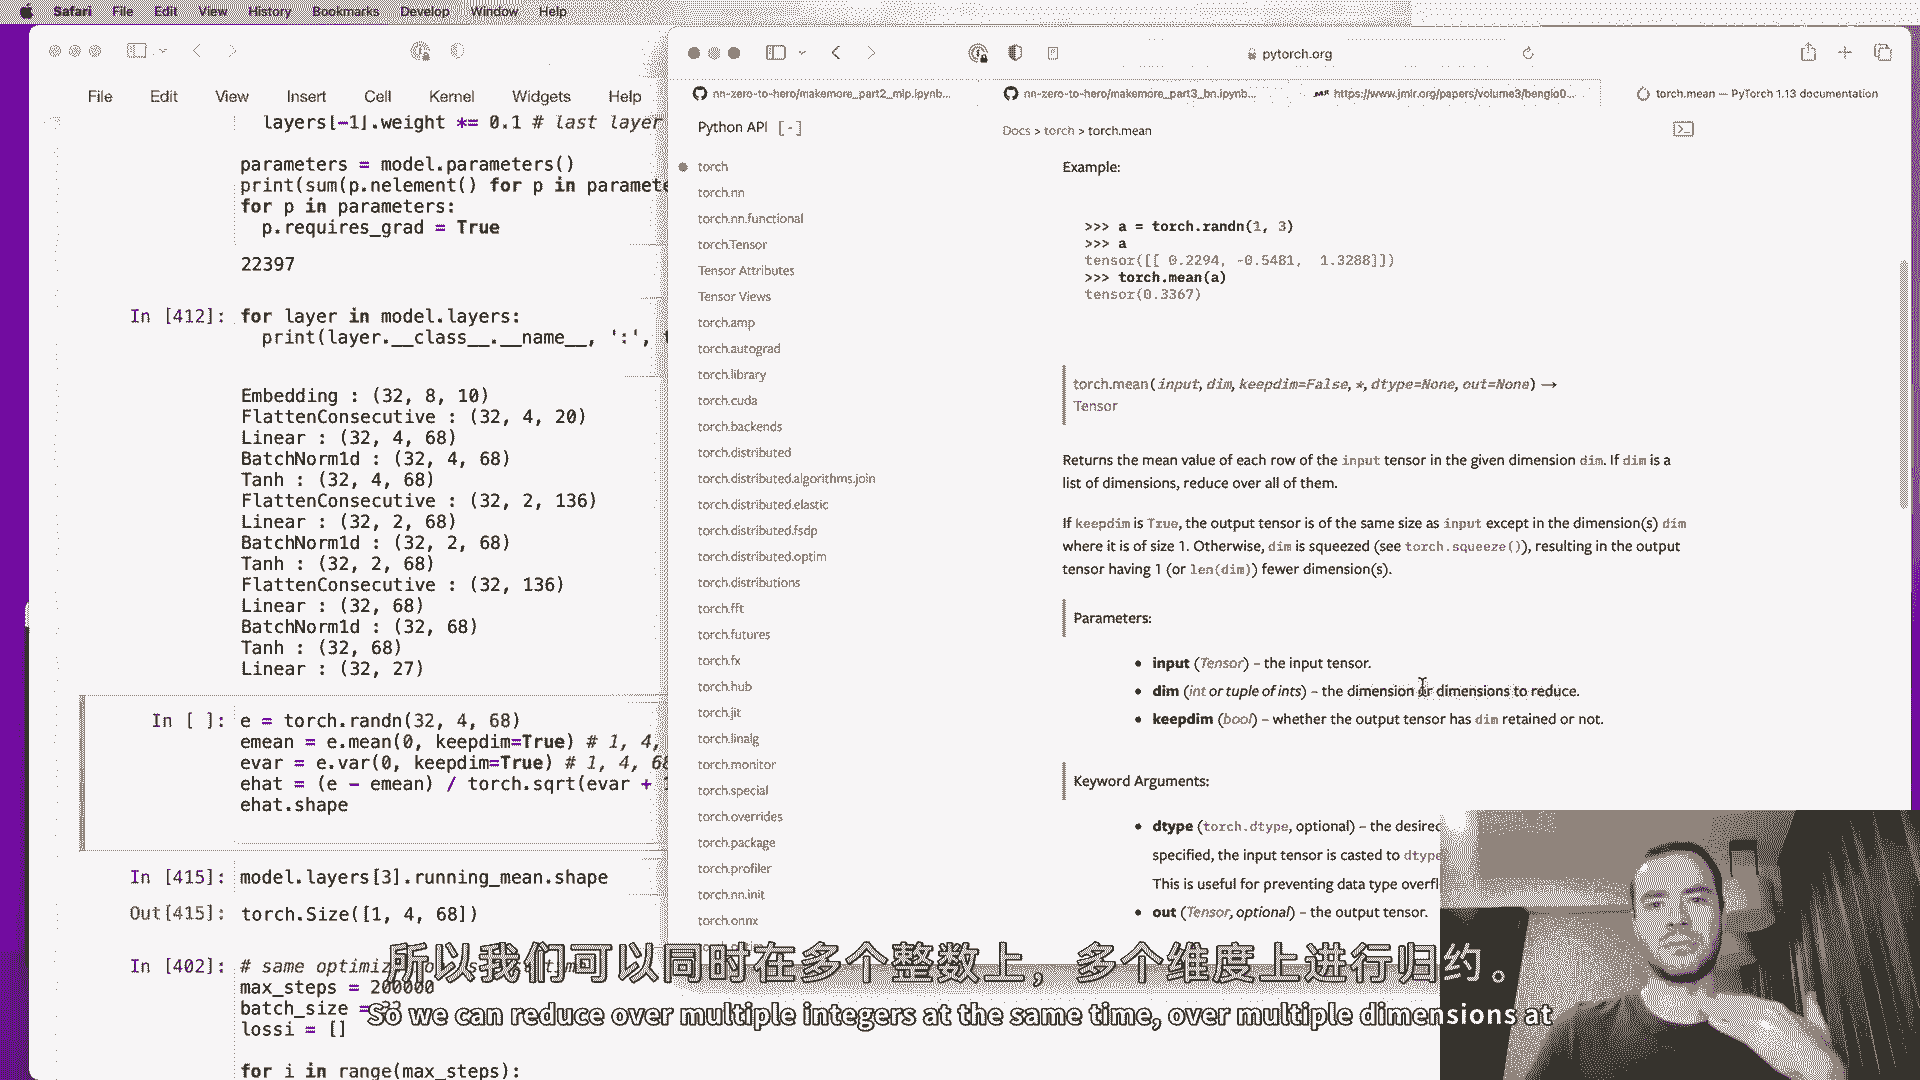 Safari File Edit View History Bookmarks Develop Window Help
File Edit View Insert Cell Kernel Widgets Help
layers[-1].weight *= 0.1 # last layer
parameters = model.parameters()
print(sum(p.nelement() for p in paramete
for p in parameters:
p.requires_grad = True
22397
In [412]: for layer in model.layers:
print(layer.__class__.__name__, ':',
Embedding : (32, 8, 10)
FlattenConsecutive : (32, 4, 20)
Linear : (32, 4, 68)
BatchNorm1d : (32, 4, 68)
Tanh : (32, 4, 68)
FlattenConsecutive : (32, 2, 136)
Linear : (32, 2, 68)
BatchNorm1d : (32, 2, 68)
Tanh : (32, 2, 68)
FlattenConsecutive : (32, 136)
Linear : (32, 68)
BatchNorm1d : (32, 68)
Tanh : (32, 68)
Linear : (32, 27)
In [ ]: e = torch.randn(32, 4, 68)
emean = e.mean(0, keepdim=True) # 1, 4,
evar = e.var(0, keepdim=True) # 1, 4, 68
ehat = (e - emean) / torch.sqrt(evar +
ehat.shape
In [415]: model.layers[3].running_mean.shape
Out[415]: torch.Size([1, 4, 68])
In [402]: # same optimiz
max_steps = 200000
batch_size = 32
lossi = []
for i in range(max_steps):
pytorch.org
nn-zero-to-hero/makemore_part2_mlp.ipynb...
nn-zero-to-hero/makemore_part3_bn.ipynb...
https://www.jmlr.org/papers/volume3/bengio0...
torch.mean — PyTorch 1.13 documentation
Python API [-]
torch
torch.nn
torch.nn.functional
torch.Tensor
Tensor Attributes
Tensor Views
torch.amp
torch.autograd
torch.library
torch.cuda
torch.backends
torch.distributed
torch.distributed.algorithms.join
torch.distributed.elastic
torch.distributed.fsdp
torch.distributed.optim
torch.distributions
torch.fft
torch.futures
torch.fx
torch.hub
torch.jit
torch.linalg
torch.monitor
torch.special
torch.overrides
torch.package
torch.profiler
torch.nn.init
torch.onnx
Docs > torch > torch.mean
Example:
>>> a = torch.randn(1, 3)
>>> a
tensor([[ 0.2294, -0.5481, 1.3288]])
>>> torch.mean(a)
tensor(0.3367)
torch.mean(input, dim, keepdim=False, *, dtype=None, out=None) →
Tensor
Returns the mean value of each row of the input tensor in the given dimension dim. If dim is a
list of dimensions, reduce over all of them.
If keepdim is True, the output tensor is of the same size as input except in the dimension(s) dim
where it is of size 1. Otherwise, dim is squeezed (see torch.squeeze()), resulting in the output
tensor having 1 (or len(dim)) fewer dimension(s).
Parameters:
• input (Tensor) – the input tensor.
• dim (int or tuple of ints) – the dimension or dimensions to reduce.
• keepdim (bool) – whether the output tensor has dim retained or not.
Keyword Arguments:
• dtype (torch.dtype, optional) – the desired
specified, the input tensor is casted to dtype
This is useful for preventing data type overfl
• out (Tensor, optional) – the output tensor.
所以我们可以同时在多个整数上，多个维度上进行归约。
So we can reduce over multiple integers at the same time, over multiple dimensions at